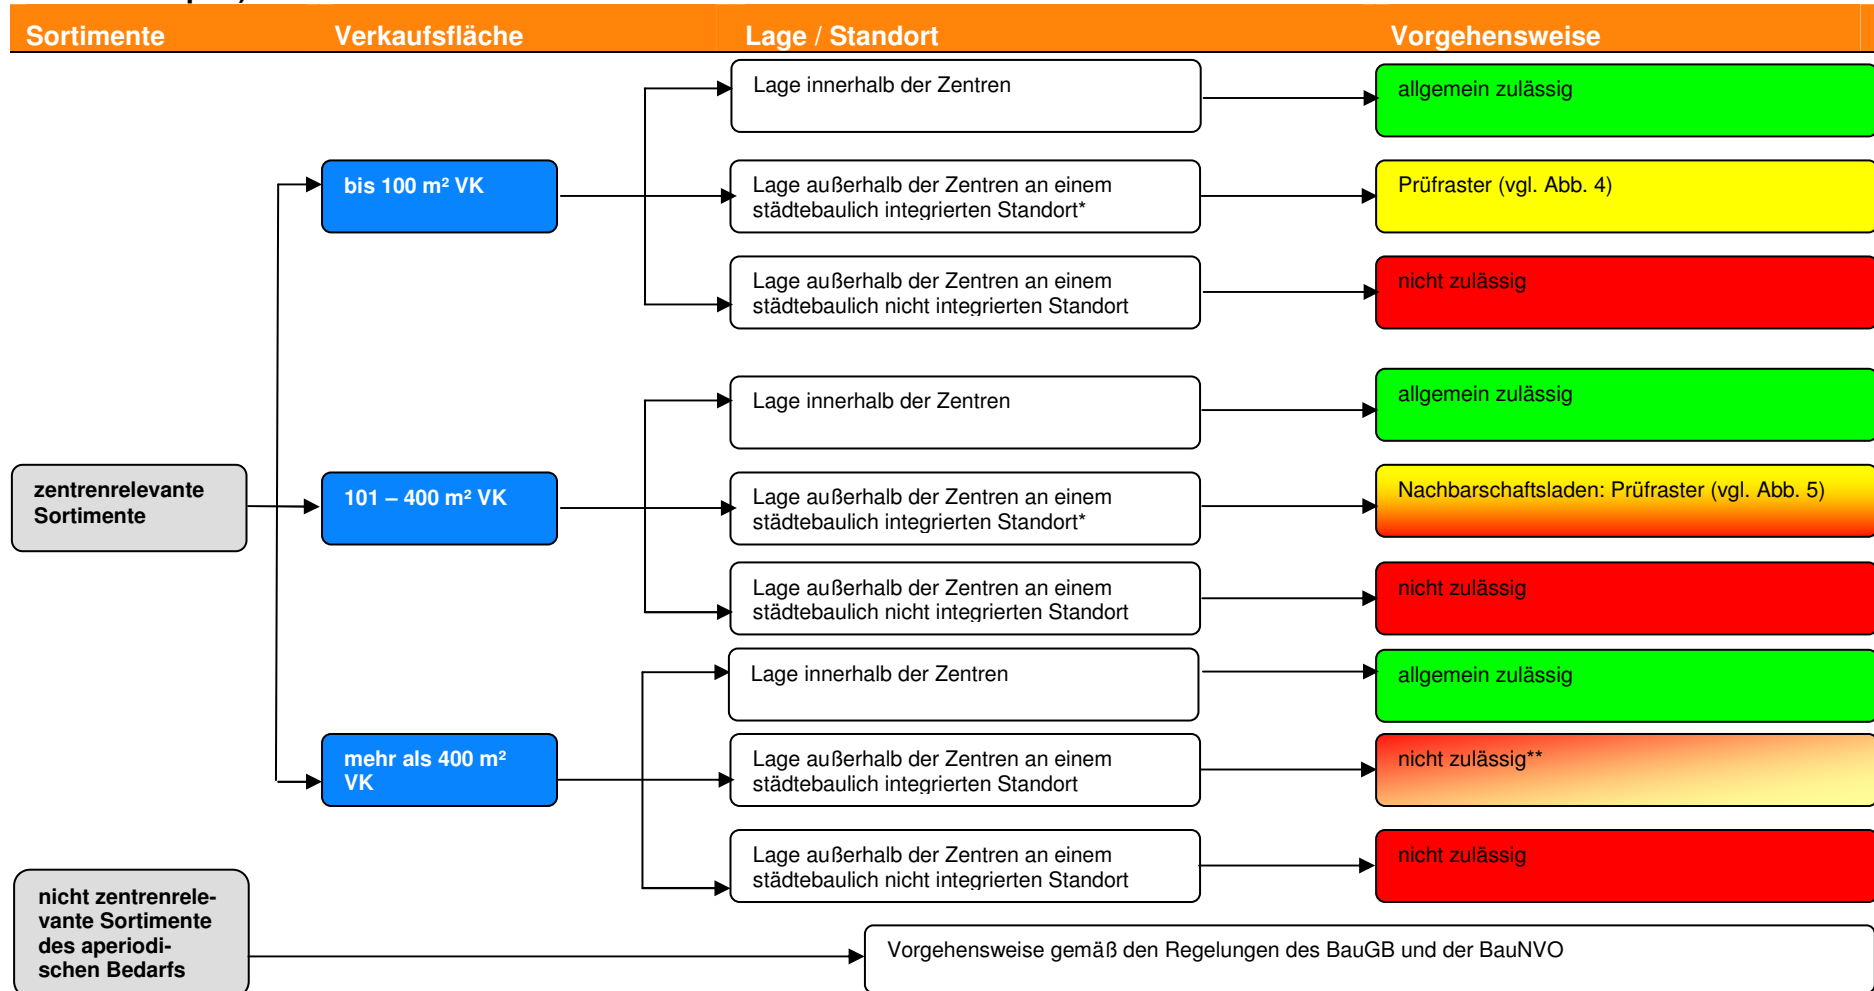 Sortimente
Verkaufsfläche
Lage / Standort
Vorgehensweise
Lage innerhalb der Zentren
allgemein zulässig
bis 100 m² VK
Lage außerhalb der Zentren an einem
städtebaulich integrierten Standort*
Prüfraster (vgl. Abb. 4)
Lage außerhalb der Zentren an einem
städtebaulich nicht integrierten Standort
nicht zulässig
Lage innerhalb der Zentren
allgemein zulässig
zentrenrelevante
Sortimente
101 – 400 m² VK
Lage außerhalb der Zentren an einem
städtebaulich integrierten Standort*
Nachbarschaftsladen: Prüfraster (vgl. Abb. 5)
Lage außerhalb der Zentren an einem
städtebaulich nicht integrierten Standort
nicht zulässig
Lage innerhalb der Zentren
allgemein zulässig
mehr als 400 m²
VK
Lage außerhalb der Zentren an einem
städtebaulich integrierten Standort
nicht zulässig**
Lage außerhalb der Zentren an einem
städtebaulich nicht integrierten Standort
nicht zulässig
nicht zentrenrele-
vante Sortimente
des aperiodi-
schen Bedarfs
Vorgehensweise gemäß den Regelungen des BauGB und der BauNVO